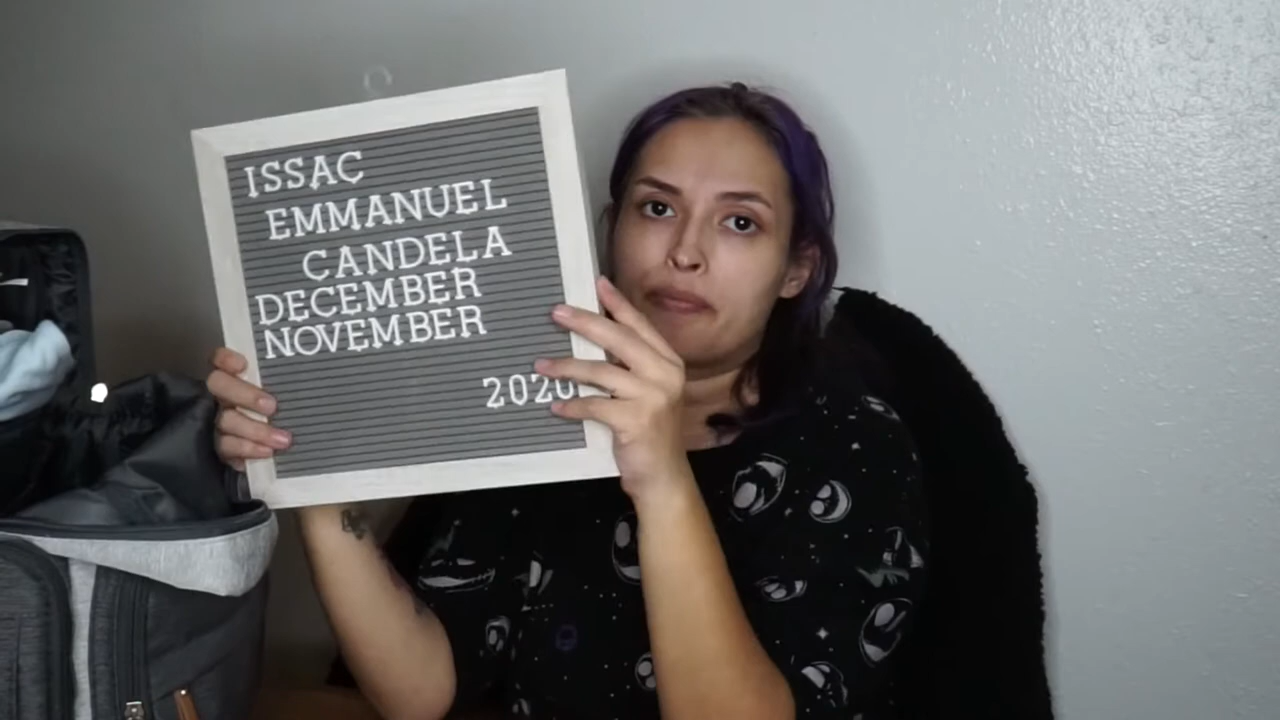 ISSAC
EMMANUEL
CANDELA
DECEMBER
NOVEMBER
2020